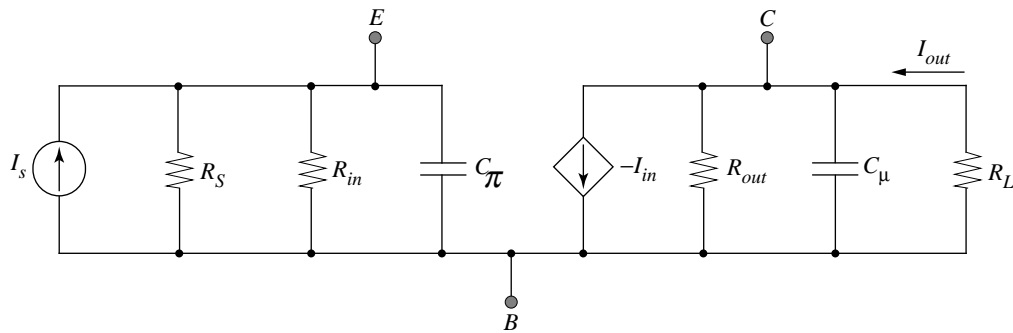 E
C
I_out
I_s
R_S
R_in
C_π
–I_in
R_out
C_μ
R_L
B